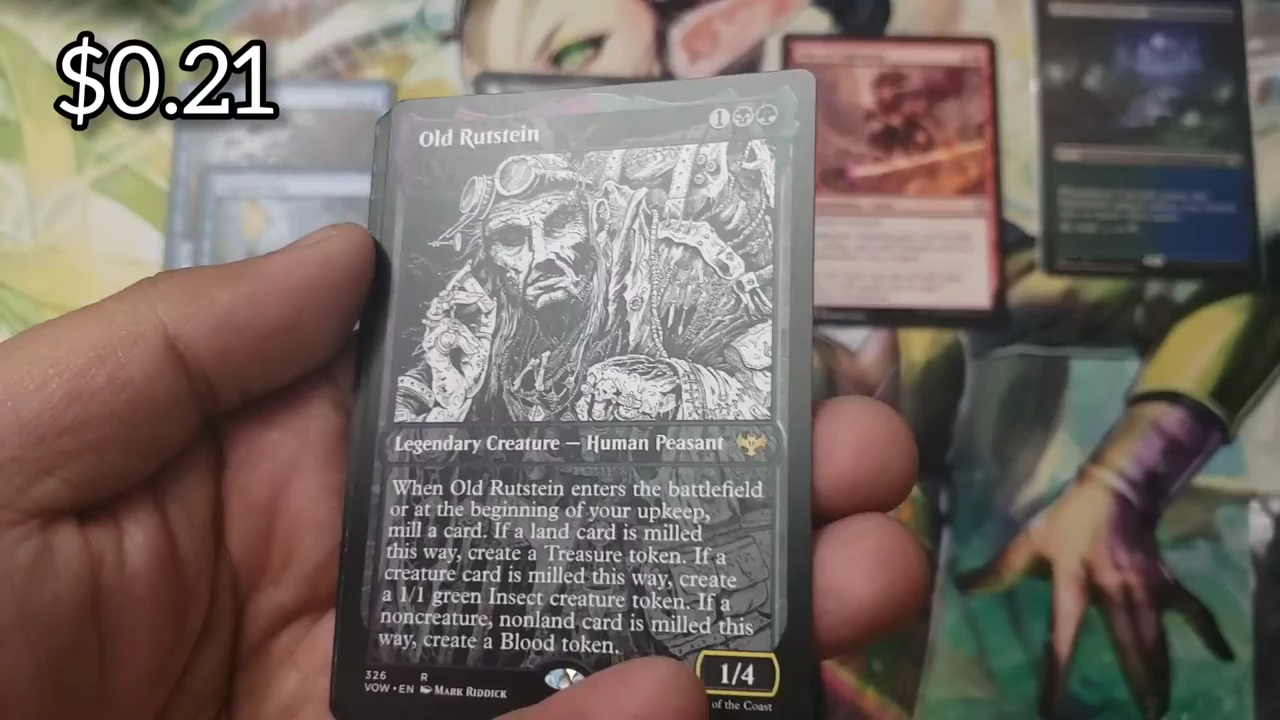 $0.21
Old Rutstein
1
Legendary Creature — Human Peasant
When Old Rutstein enters the battlefield
or at the beginning of your upkeep,
mill a card. If a land card is milled
this way, create a Treasure token. If a
creature card is milled this way, create
a 1/1 green Insect creature token. If a
noncreature, nonland card is milled this
way, create a Blood token.
1/4
326 R
VOW • EN MARK RIDDICK
of the Coast